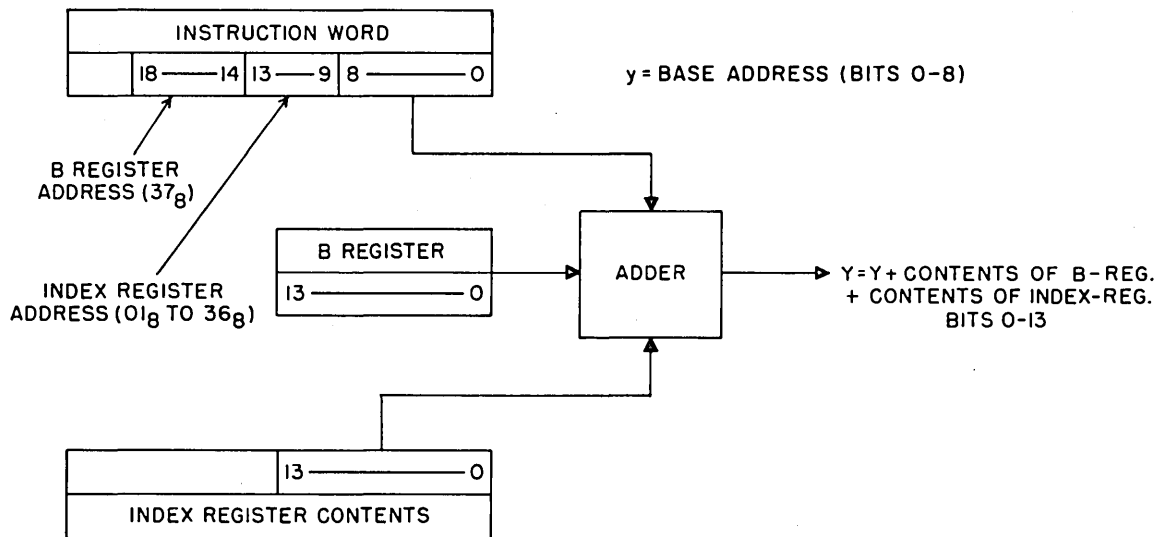 INSTRUCTION WORD
18 — 14 13 — 9 8 — 0
y = BASE ADDRESS (BITS 0-8)
B REGISTER
ADDRESS (37₈)
B REGISTER
13 — 0
ADDER
INDEX REGISTER
ADDRESS (01₈ TO 36₈)
Y = Y + CONTENTS OF B-REG.
+ CONTENTS OF INDEX-REG.
BITS 0-13
13 — 0
INDEX REGISTER CONTENTS